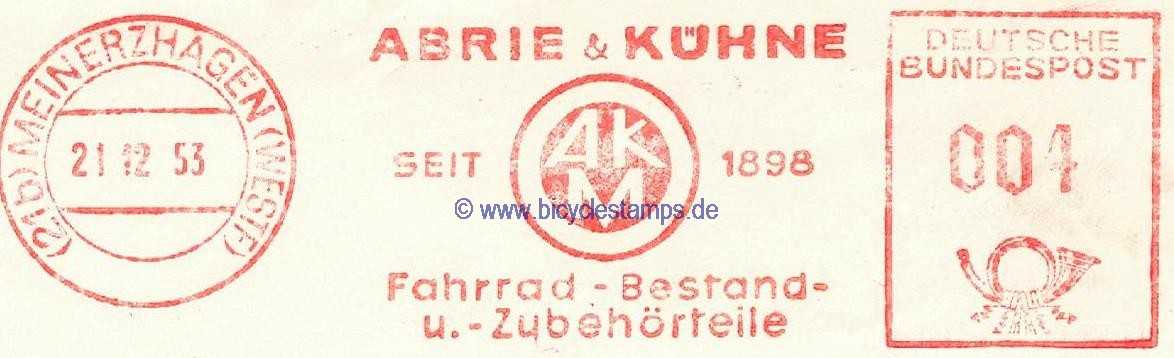 (21b) MEINERZHAGEN (WESTF.)
21 12 53
ABRIE & KÜHNE
SEIT 1898
AKM
Fahrrad - Bestand-
u.- Zubehörteile
DEUTSCHE
BUNDESPOST
004
© www.bicyclestamps.de